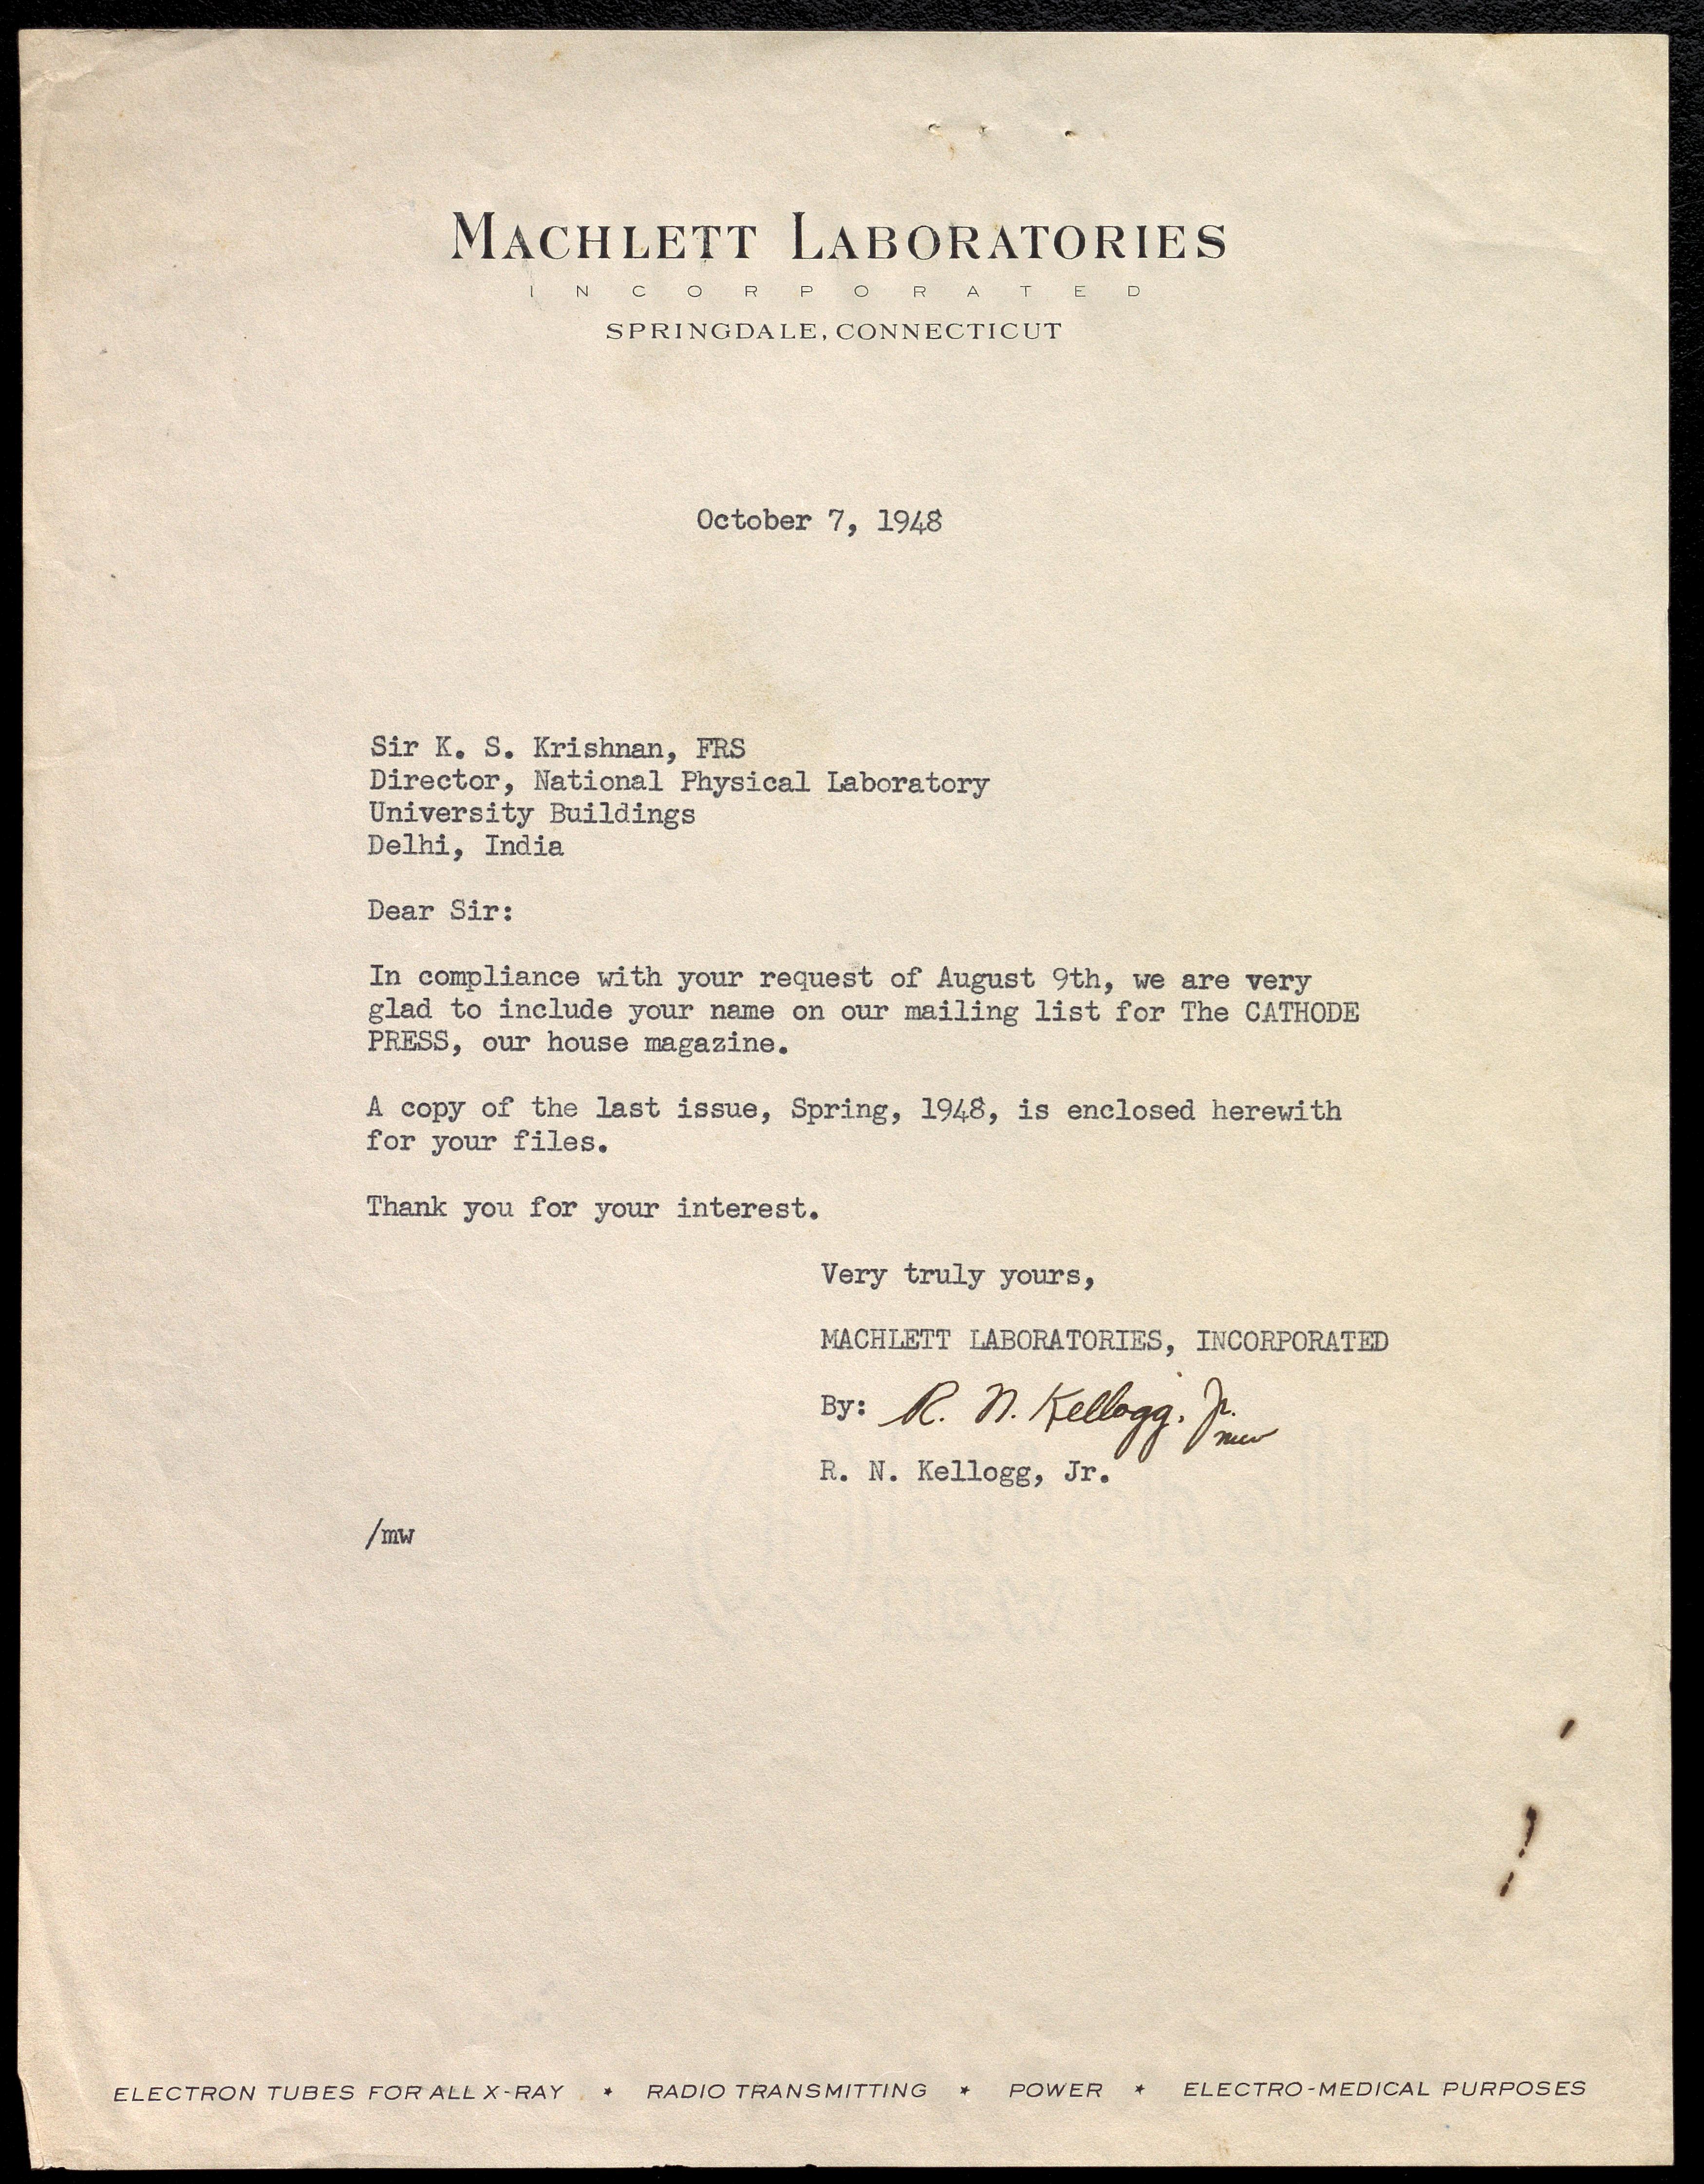 MACHLETT LABORATORIES
INCORPORATED
SPRINGDALE, CONNECTICUT
October 7, 1948
Sir K. S. Krishnan, FRS
Director, National Physical Laboratory
University Buildings
Delhi, India
Dear Sir:
In compliance with your request of August 9th, we are very
glad to include your name on our mailing list for The CATHODE
PRESS, our house magazine.
A copy of the last issue, Spring, 1948, is enclosed herewith
for your files.
Thank you for your interest.
Very truly yours,
MACHLETT LABORATORIES, INCORPORATED
By: R. N. Kellogg, Jr.
mw
R. N. Kellogg, Jr.
/mw
ELECTRON TUBES FOR ALL X-RAY ★ RADIO TRANSMITTING ★ POWER ★ ELECTRO-MEDICAL PURPOSES